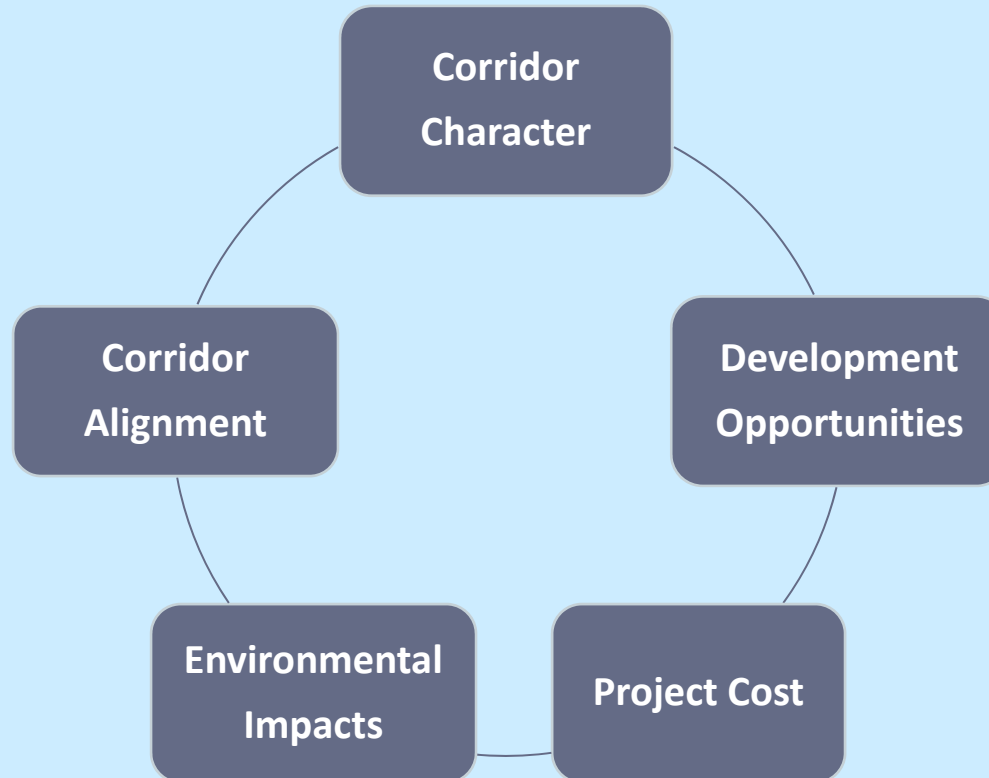 Corridor
Character
Development
Opportunities
Project Cost
Environmental
Impacts
Corridor
Alignment